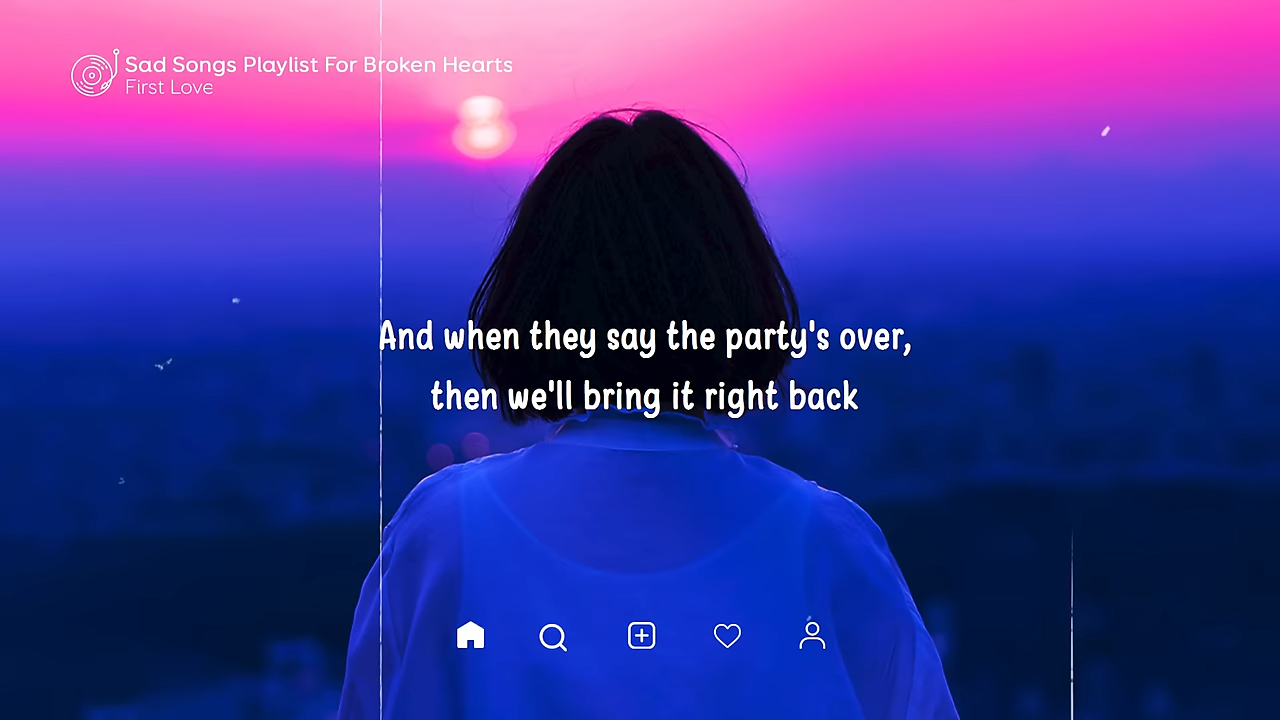 Sad Songs Playlist For Broken Hearts
First Love
And when they say the party's over,
then we'll bring it right back